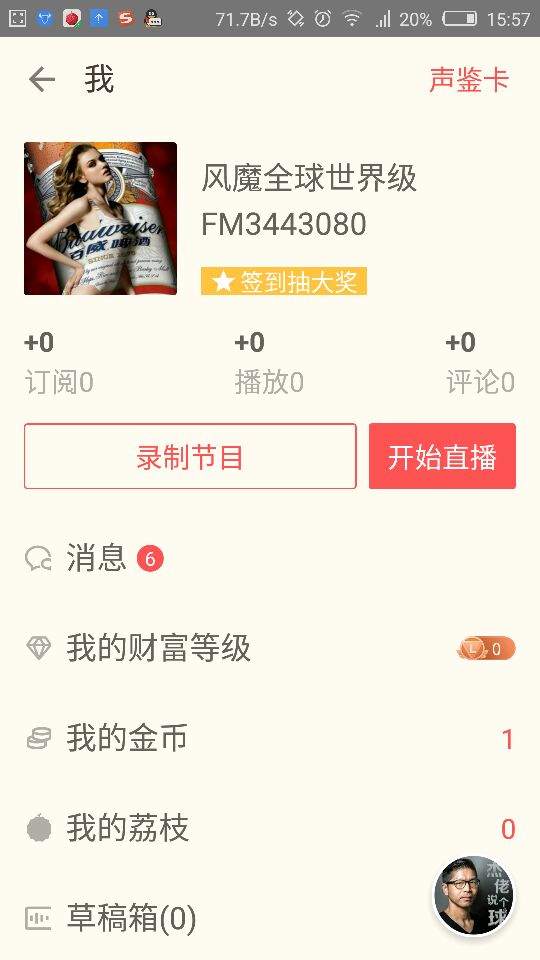 71.7B/s 20% 15:57
我 声鉴卡
风魔全球世界级
FM3443080
Budweiser
百威啤酒
签到抽大奖
+0 +0 +0
订阅0 播放0 评论0
录制节目 开始直播
消息 6
我的财富等级 L 0
我的金币 1
我的荔枝 0
杰佬说个球
草稿箱(0)